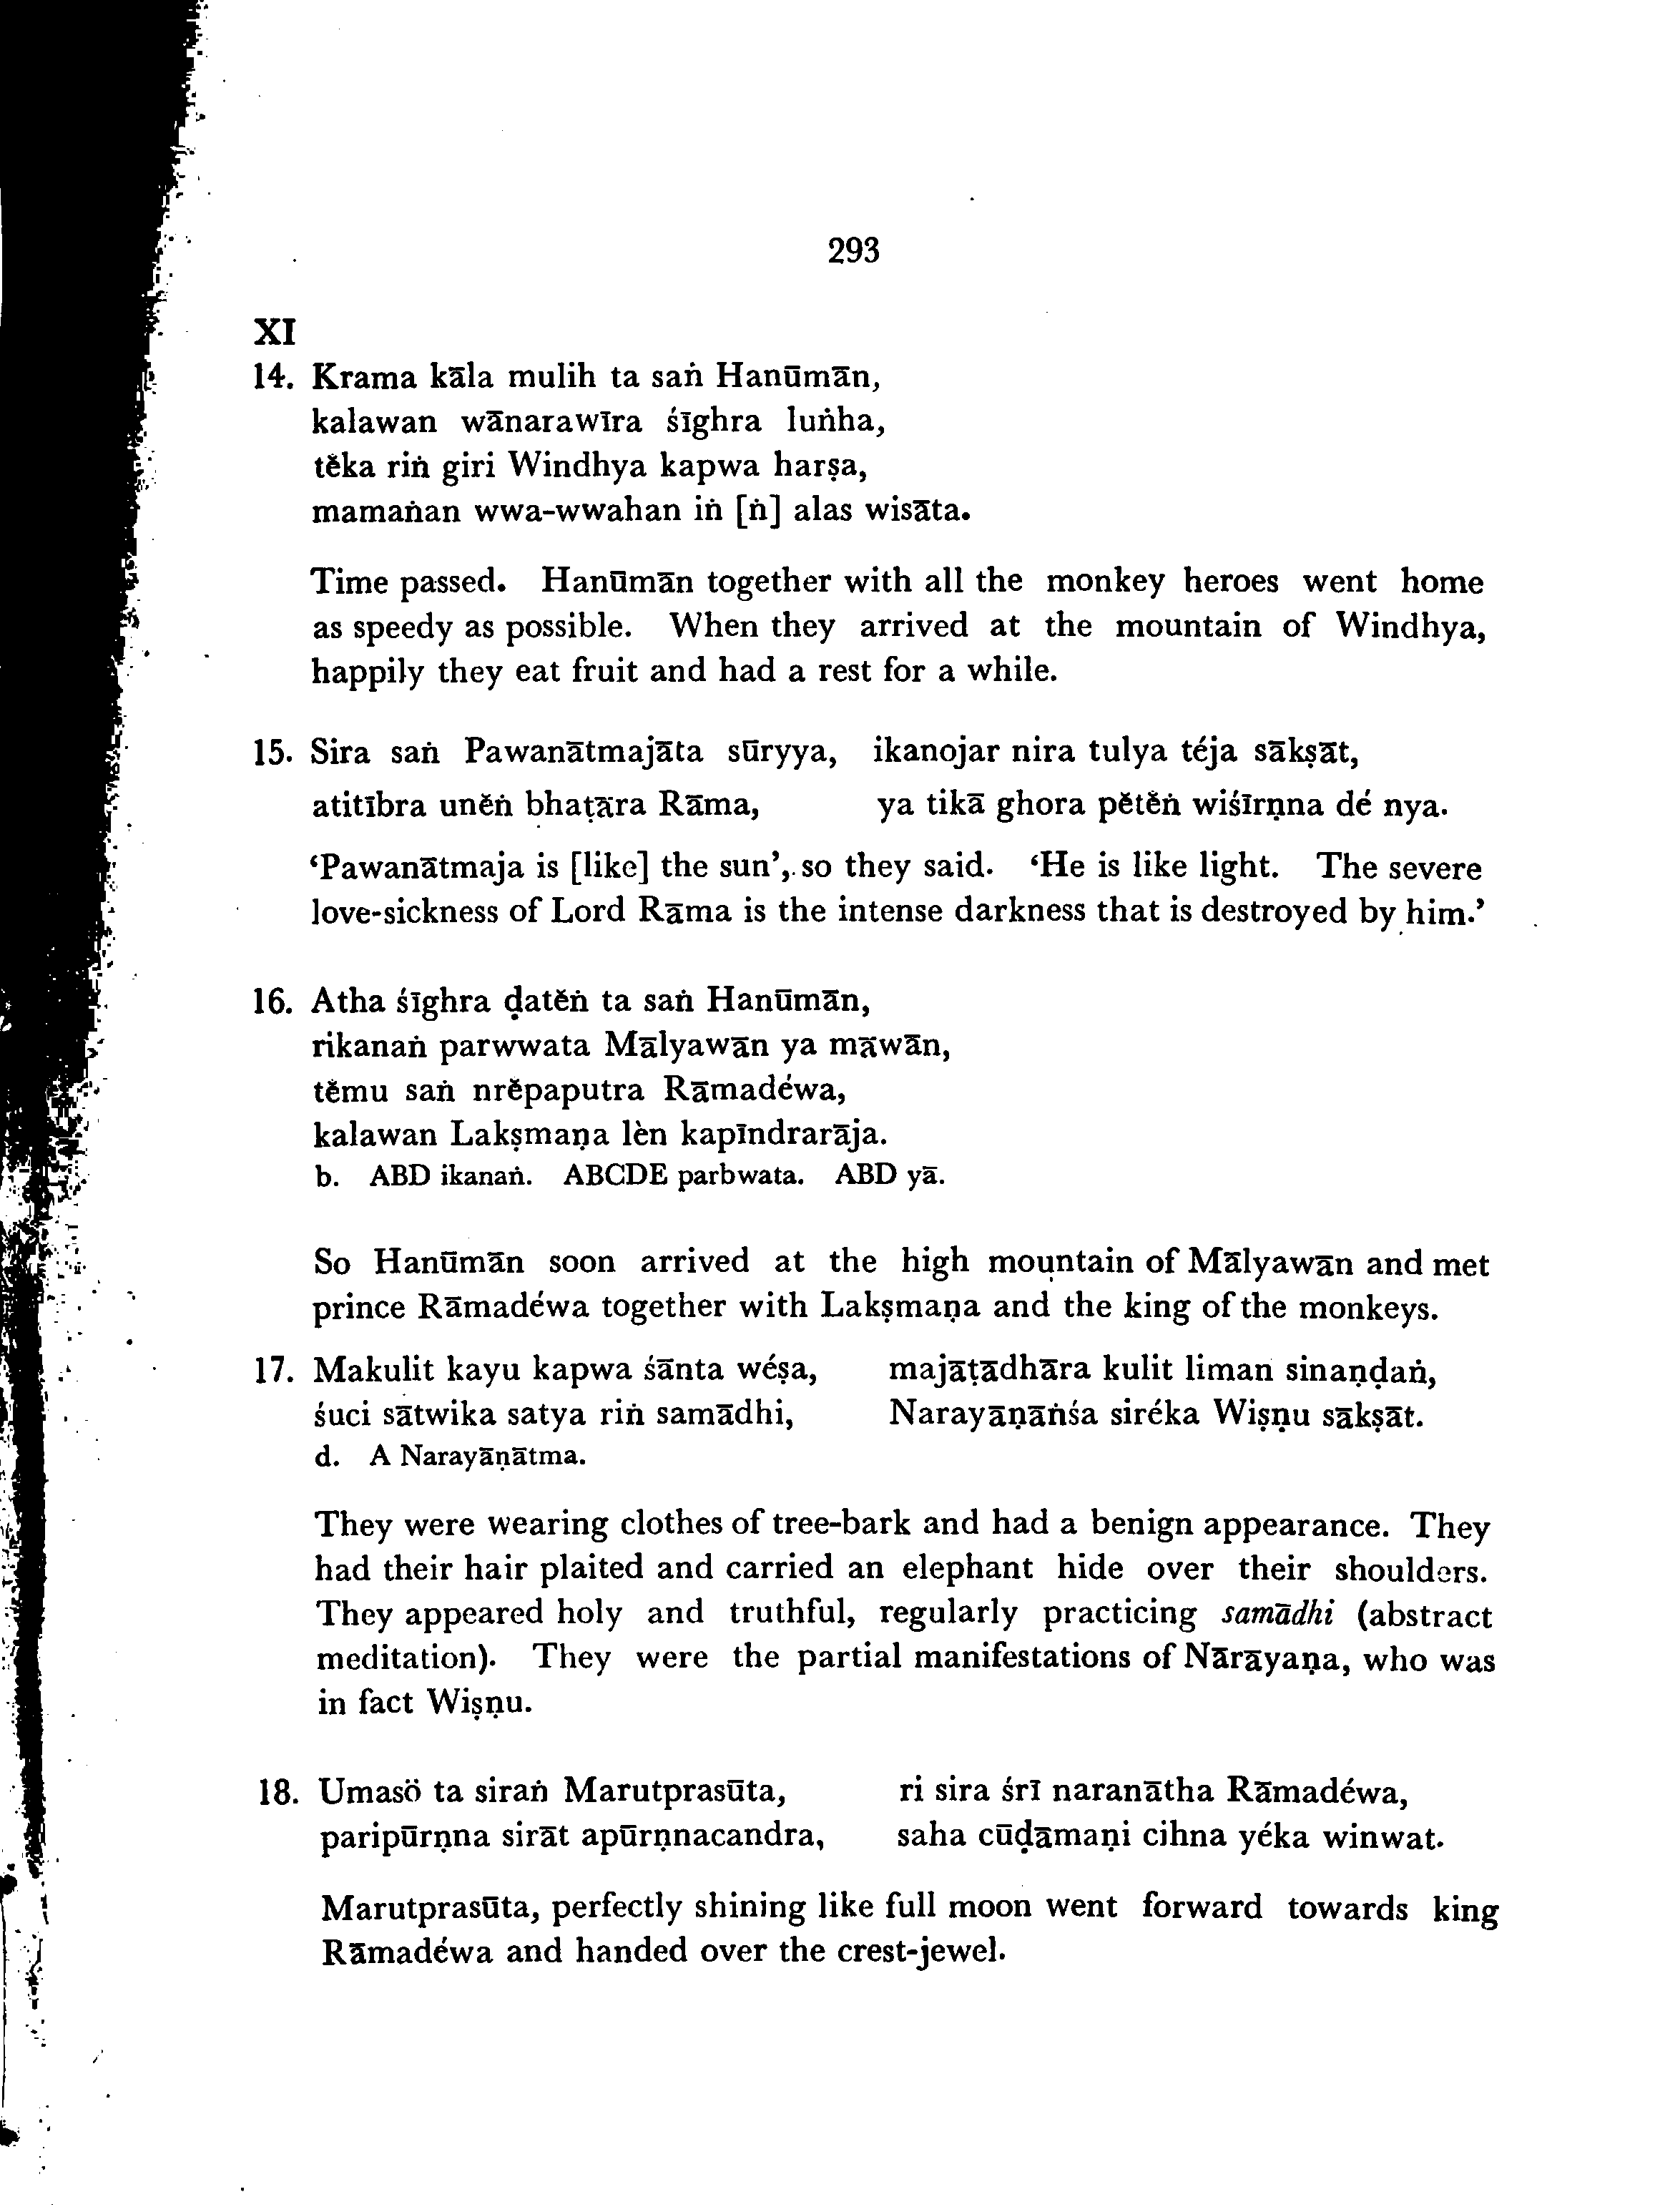 293
XI
14. Krama kāla mulih ta saṅ Hanūmān,
kalawan wānarawīra śīghra luṅha,
tĕka riṅ giri Windhya kapwa harṣa,
mamaṅan wwa-wwahan iṅ [ṅ] alas wisāta.
Time passed. Hanūmān together with all the monkey heroes went home
as speedy as possible. When they arrived at the mountain of Windhya,
happily they eat fruit and had a rest for a while.
15. Sira saṅ Pawanātmajāta sūryya, ikanojar nira tulya téja sākṣāt,
atitībra unĕṅ bhaṭāra Rāma, ya tikā ghora pĕtĕṅ wiśīrṇna dé nya.
‘Pawanātmaja is [like] the sun’, so they said. ‘He is like light. The severe
love-sickness of Lord Rāma is the intense darkness that is destroyed by him.’
16. Atha śīghra ḍatĕṅ ta saṅ Hanūmān,
rikanaṅ parwwata Mālyawān ya māwān,
tĕmu saṅ nrĕpaputra Rāmadéwa,
kalawan Lakṣmaṇa lèn kapīndrarāja.
b. ABD ikanaṅ. ABCDE parbwata. ABD yā.
So Hanūmān soon arrived at the high mountain of Mālyawān and met
prince Rāmadéwa together with Lakṣmaṇa and the king of the monkeys.
17. Makulit kayu kapwa śānta wéṣa, majāṭādhāra kulit liman sinaṇḍaṅ,
śuci sātwika satya riṅ samādhi, Narayāṇāṅśa siréka Wiṣṇu sākṣāt.
d. A Narayāṇātma.
They were wearing clothes of tree-bark and had a benign appearance. They
had their hair plaited and carried an elephant hide over their shoulders.
They appeared holy and truthful, regularly practicing samādhi (abstract
meditation). They were the partial manifestations of Nārāyaṇa, who was
in fact Wiṣṇu.
18. Umasö ta siraṅ Marutprasūta, ri sira śrī naranātha Rāmadéwa,
paripūrṇna sirāt apūrṇnacandra, saha cūḍāmaṇi cihna yéka winwat.
Marutprasūta, perfectly shining like full moon went forward towards king
Rāmadéwa and handed over the crest-jewel.